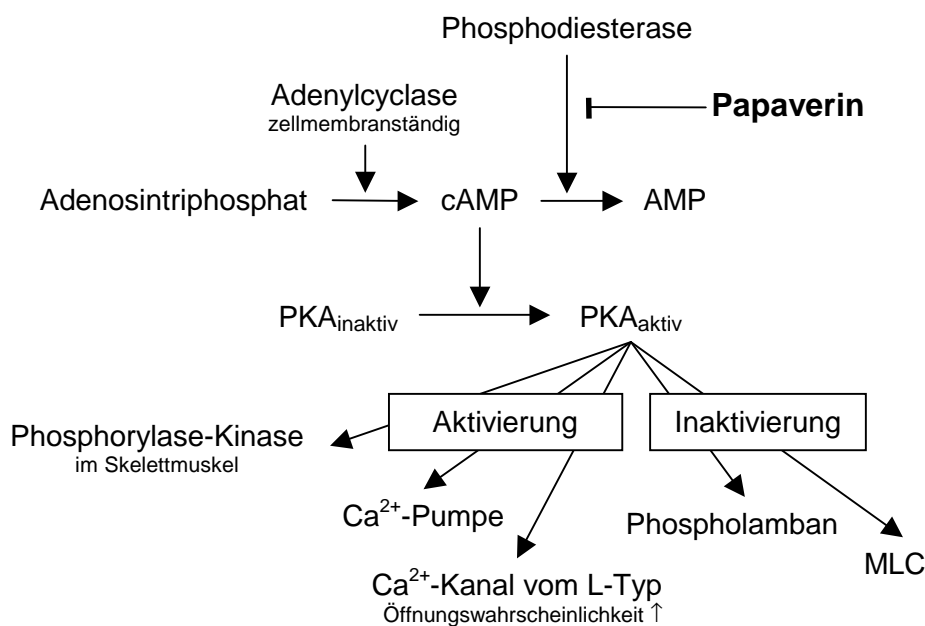 Phosphodiesterase
Adenylcyclase
zellmembranständig
Papaverin
Adenosintriphosphat
cAMP
AMP
PKAinaktiv
PKAaktiv
Aktivierung
Inaktivierung
Phosphorylase-Kinase
im Skelettmuskel
Ca²⁺-Pumpe
Phospholamban
MLC
Ca²⁺-Kanal vom L-Typ
Öffnungswahrscheinlichkeit ↑